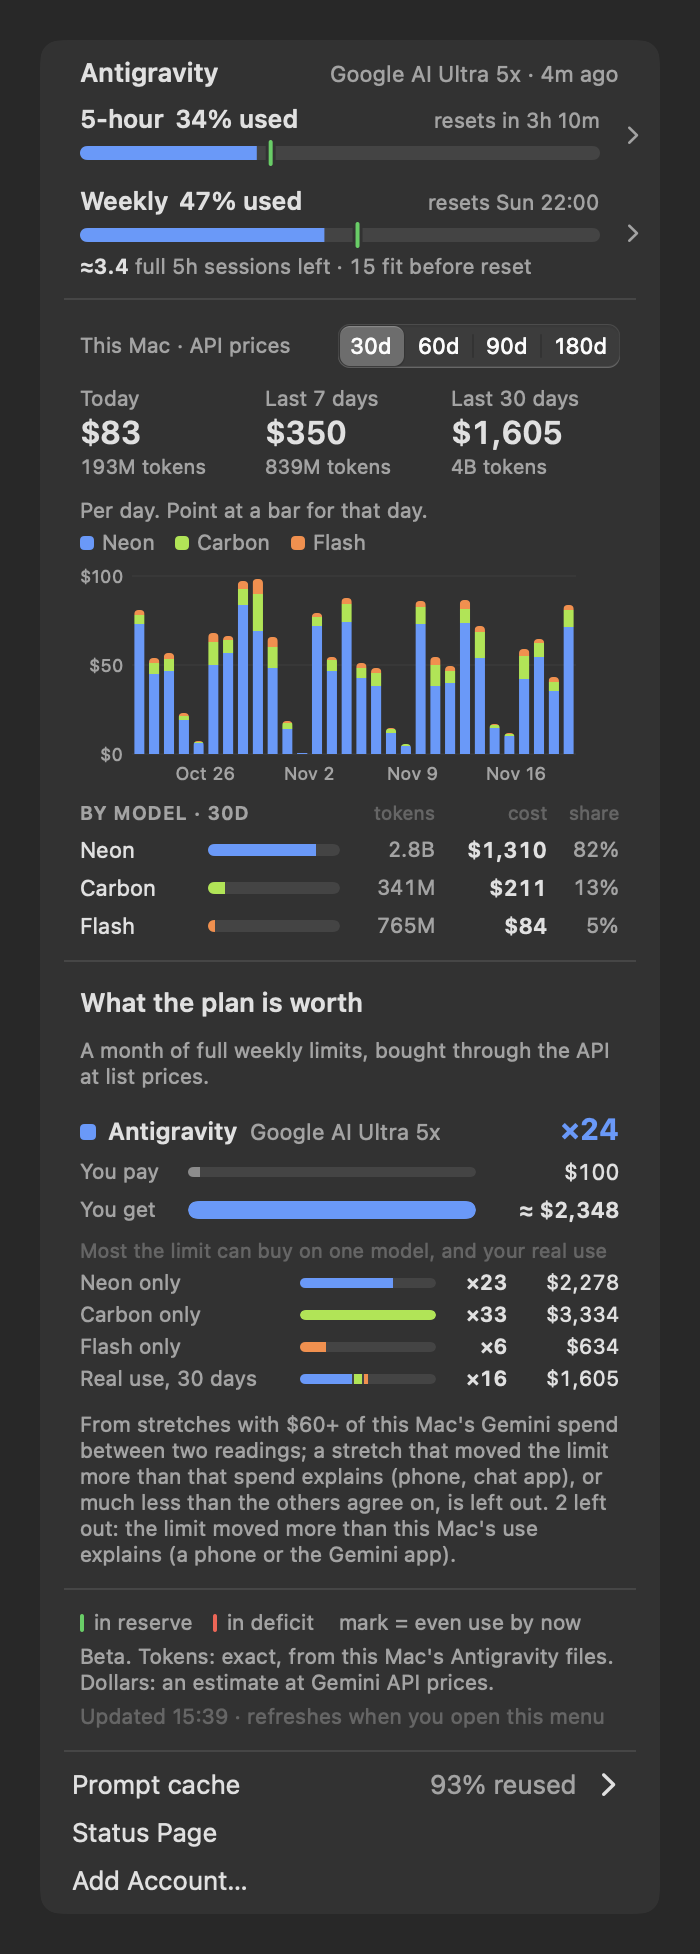 Antigravity Google AI Ultra 5x · 4m ago
5-hour 34% used resets in 3h 10m
Weekly 47% used resets Sun 22:00
≈3.4 full 5h sessions left · 15 fit before reset
This Mac · API prices 30d 60d 90d 180d
Today Last 7 days Last 30 days
$83 $350 $1,605
193M tokens 839M tokens 4B tokens
Per day. Point at a bar for that day.
Neon Carbon Flash
$100
$50
$0
Oct 26 Nov 2 Nov 9 Nov 16
BY MODEL · 30D tokens cost share
Neon 2.8B $1,310 82%
Carbon 341M $211 13%
Flash 765M $84 5%
What the plan is worth
A month of full weekly limits, bought through the API
at list prices.
Antigravity Google AI Ultra 5x ×24
You pay $100
You get ≈ $2,348
Most the limit can buy on one model, and your real use
Neon only ×23 $2,278
Carbon only ×33 $3,334
Flash only ×6 $634
Real use, 30 days ×16 $1,605
From stretches with $60+ of this Mac's Gemini spend
between two readings; a stretch that moved the limit
more than that spend explains (phone, chat app), or
much less than the others agree on, is left out. 2 left
out: the limit moved more than this Mac's use
explains (a phone or the Gemini app).
in reserve in deficit mark = even use by now
Beta. Tokens: exact, from this Mac's Antigravity files.
Dollars: an estimate at Gemini API prices.
Updated 15:39 · refreshes when you open this menu
Prompt cache 93% reused
Status Page
Add Account...